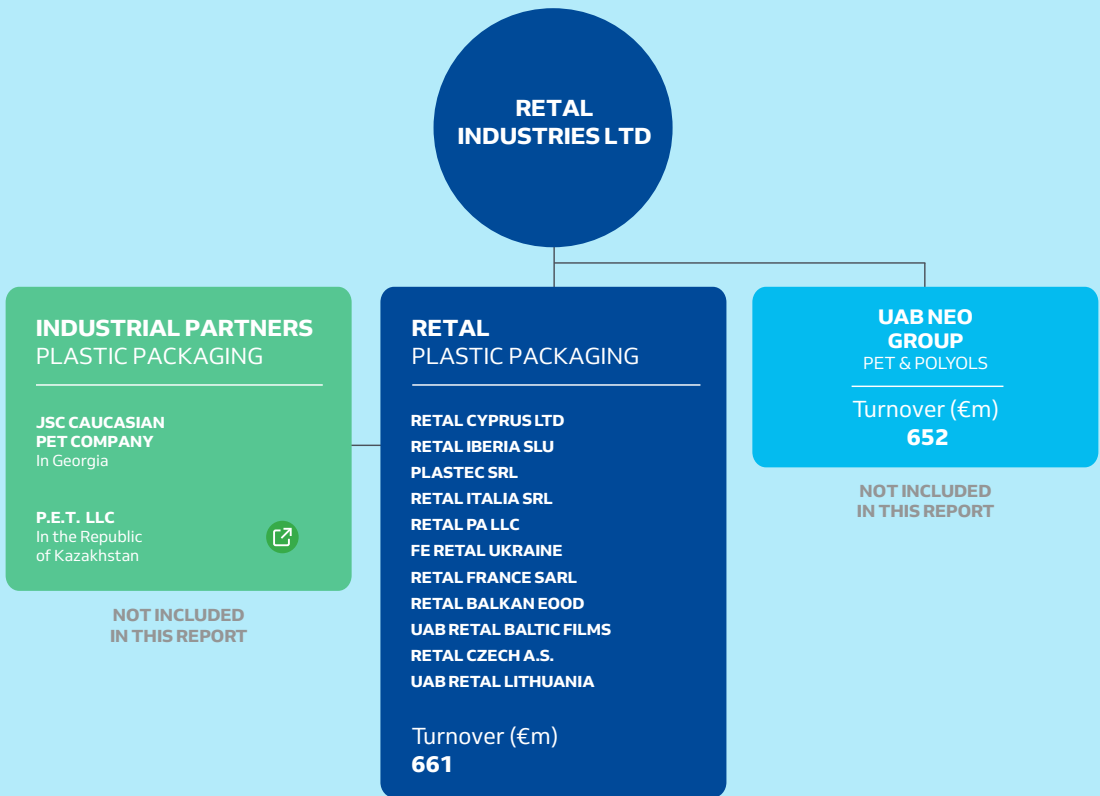 RETAL
INDUSTRIES LTD
INDUSTRIAL PARTNERS
PLASTIC PACKAGING
JSC CAUCASIAN
PET COMPANY
In Georgia
P.E.T. LLC
In the Republic
of Kazakhstan
NOT INCLUDED
IN THIS REPORT
RETAL
PLASTIC PACKAGING
RETAL CYPRUS LTD
RETAL IBERIA SLU
PLASTEC SRL
RETAL ITALIA SRL
RETAL PA LLC
FE RETAL UKRAINE
RETAL FRANCE SARL
RETAL BALKAN EOOD
UAB RETAL BALTIC FILMS
RETAL CZECH A.S.
UAB RETAL LITHUANIA
Turnover (€m)
661
UAB NEO
GROUP
PET & POLYOLS
Turnover (€m)
652
NOT INCLUDED
IN THIS REPORT